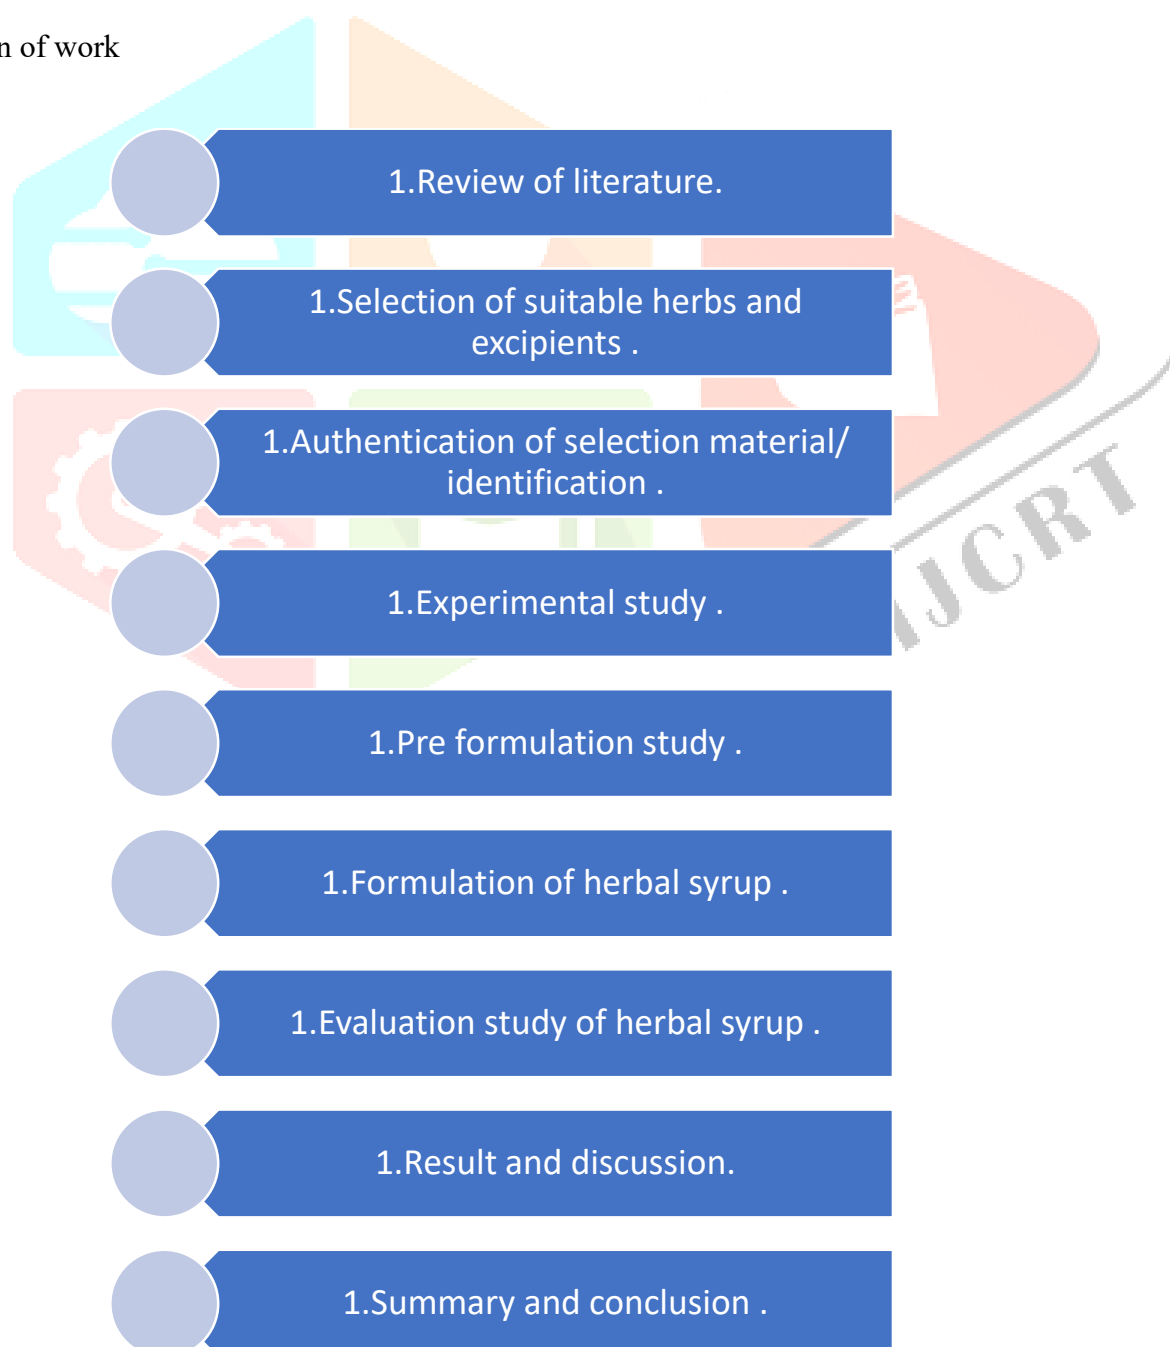 n of work
1.Review of literature.
1.Selection of suitable herbs and
excipients .
1.Authentication of selection material/
identification .
1.Experimental study .
1.Pre formulation study .
1.Formulation of herbal syrup .
1.Evaluation study of herbal syrup .
1.Result and discussion.
1.Summary and conclusion .
IJCRT